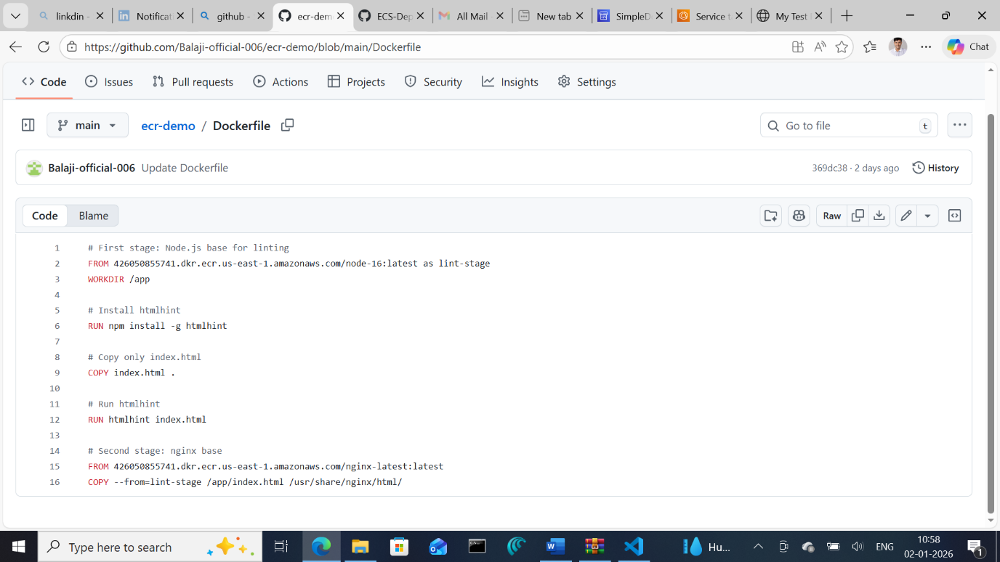 linkdin -
Notificati
github -
ecr-dem
ECS-Dep
All Mail -
New tab
SimpleD
Service t
My Test
https://github.com/Balaji-official-006/ecr-demo/blob/main/Dockerfile
Chat
Code
Issues
Pull requests
Actions
Projects
Security
Insights
Settings
main
ecr-demo / Dockerfile
Go to file
t
Balaji-official-006 Update Dockerfile
369dc38 · 2 days ago
History
Code
Blame
Raw
1 # First stage: Node.js base for linting
2 FROM 426050855741.dkr.ecr.us-east-1.amazonaws.com/node-16:latest as lint-stage
3 WORKDIR /app
4
5 # Install htmlhint
6 RUN npm install -g htmlhint
7
8 # Copy only index.html
9 COPY index.html .
10
11 # Run htmlhint
12 RUN htmlhint index.html
13
14 # Second stage: nginx base
15 FROM 426050855741.dkr.ecr.us-east-1.amazonaws.com/nginx-latest:latest
16 COPY --from=lint-stage /app/index.html /usr/share/nginx/html/
Type here to search
Hu...
ENG
10:58
02-01-2026
1